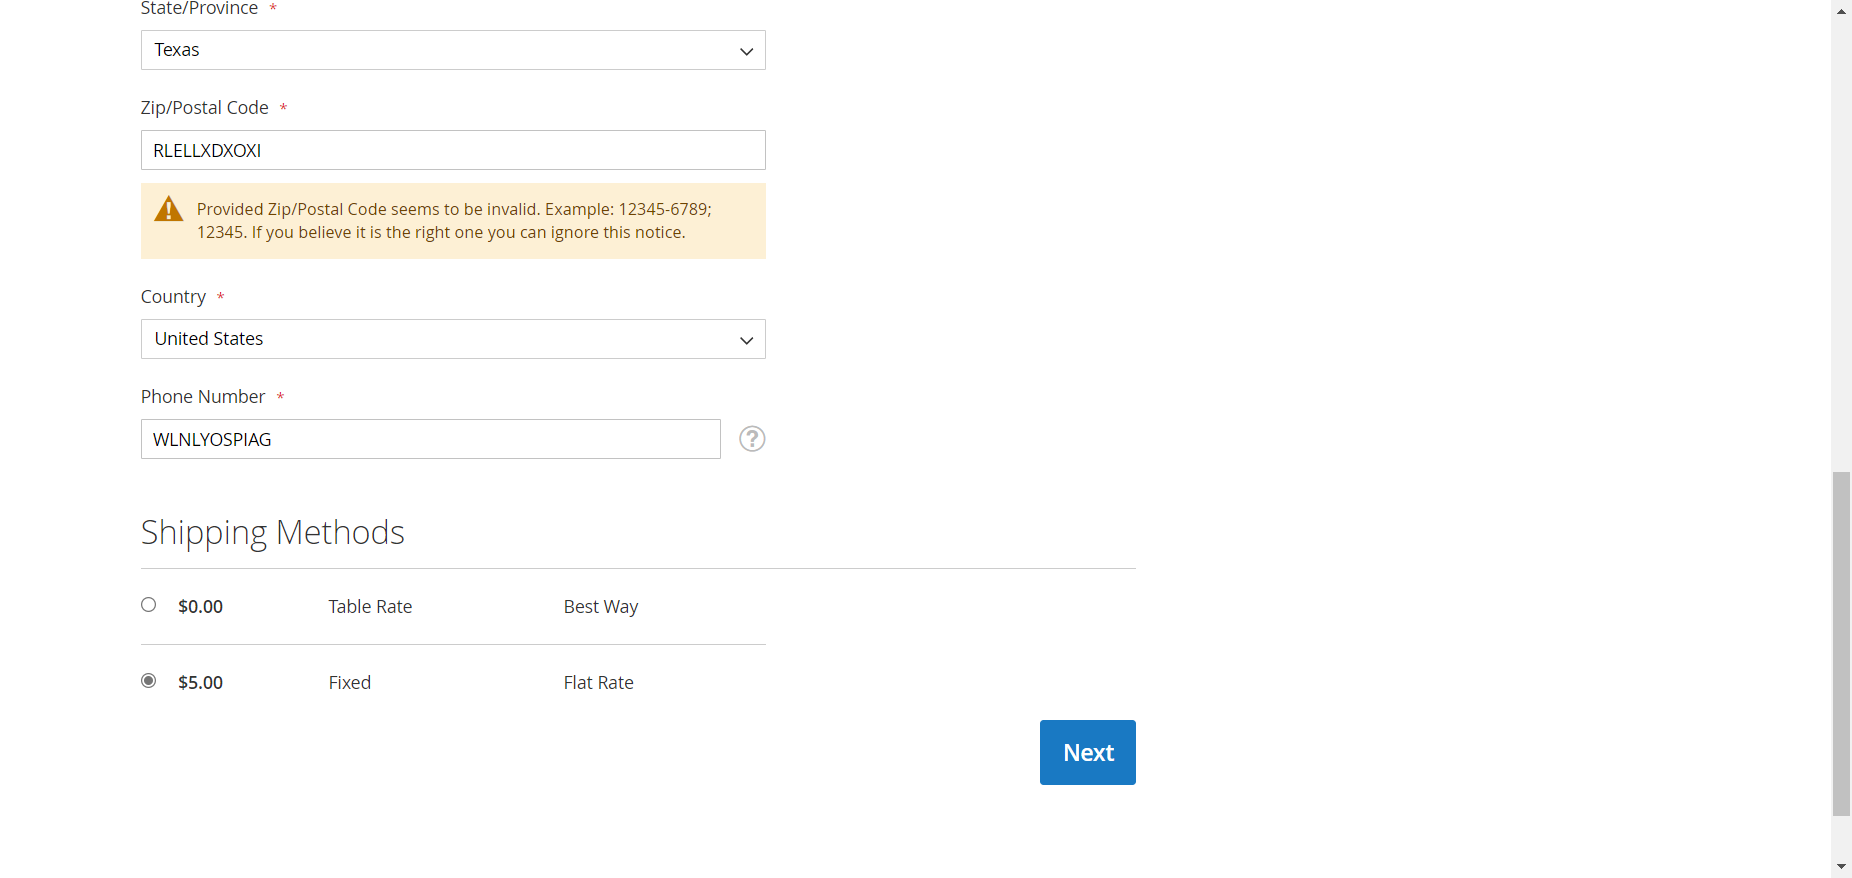 State/Province *
Texas
Zip/Postal Code *
RLELLXDXOXI
Provided Zip/Postal Code seems to be invalid. Example: 12345-6789;
12345. If you believe it is the right one you can ignore this notice.
Country *
United States
Phone Number *
WLNLYOSPIAG
?
Shipping Methods
$0.00 Table Rate Best Way
$5.00 Fixed Flat Rate
Next